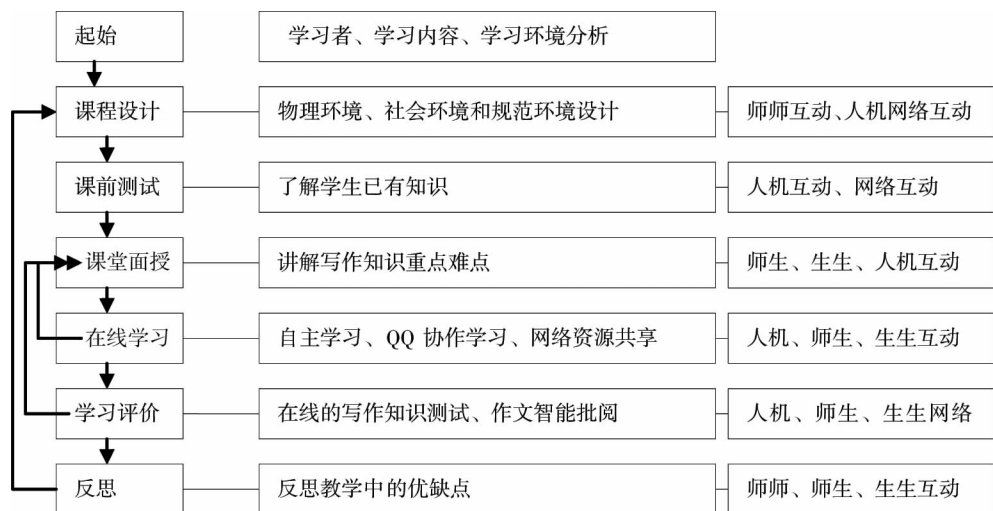 起始 学习者、学习内容、学习环境分析
课程设计 物理环境、社会环境和规范环境设计 师师互动、人机网络互动
课前测试 了解学生已有知识 人机互动、网络互动
课堂面授 讲解写作知识重点难点 师生、生生、人机互动
在线学习 自主学习、QQ 协作学习、网络资源共享 人机、师生、生生互动
学习评价 在线的写作知识测试、作文智能批阅 人机、师生、生生网络
反思 反思教学中的优缺点 师师、师生、生生互动